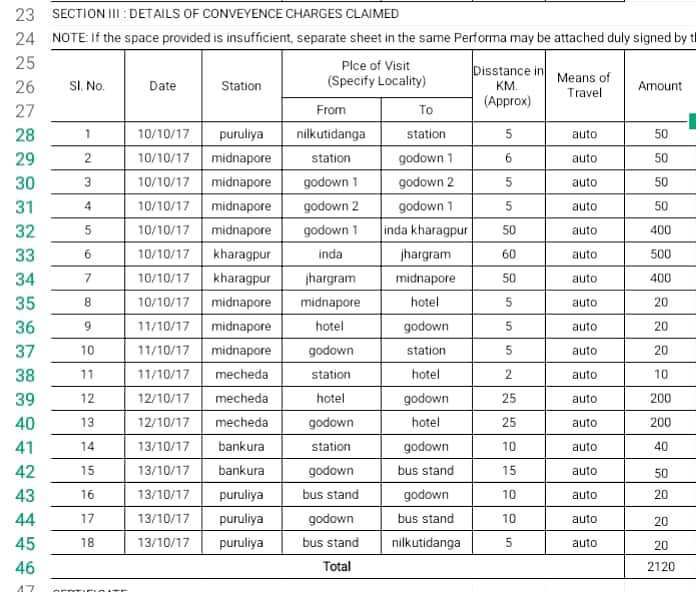 23 SECTION III : DETAILS OF CONVEYENCE CHARGES CLAIMED
24 NOTE: If the space provided is insufficient, separate sheet in the same Performa may be attached duly signed by
25
26
27
Sl. No. Date Station Plce of Visit (Specify Locality) Disstance in KM. (Approx) Means of Travel Amount
From To
28 1 10/10/17 puruliya nilkutidanga station 5 auto 50
29 2 10/10/17 midnapore station godown 1 6 auto 50
30 3 10/10/17 midnapore godown 1 godown 2 5 auto 50
31 4 10/10/17 midnapore godown 2 godown 1 5 auto 50
32 5 10/10/17 midnapore godown 1 inda kharagpur 50 auto 400
33 6 10/10/17 kharagpur inda jhargram 60 auto 500
34 7 10/10/17 kharagpur jhargram midnapore 50 auto 400
35 8 10/10/17 midnapore midnapore hotel 5 auto 20
36 9 11/10/17 midnapore hotel godown 5 auto 20
37 10 11/10/17 midnapore godown station 5 auto 20
38 11 11/10/17 mecheda station hotel 2 auto 10
39 12 12/10/17 mecheda hotel godown 25 auto 200
40 13 12/10/17 mecheda godown hotel 25 auto 200
41 14 13/10/17 bankura station godown 10 auto 40
42 15 13/10/17 bankura godown bus stand 15 auto 50
43 16 13/10/17 puruliya bus stand godown 10 auto 20
44 17 13/10/17 puruliya godown bus stand 10 auto 20
45 18 13/10/17 puruliya bus stand nilkutidanga 5 auto 20
46 Total 2120